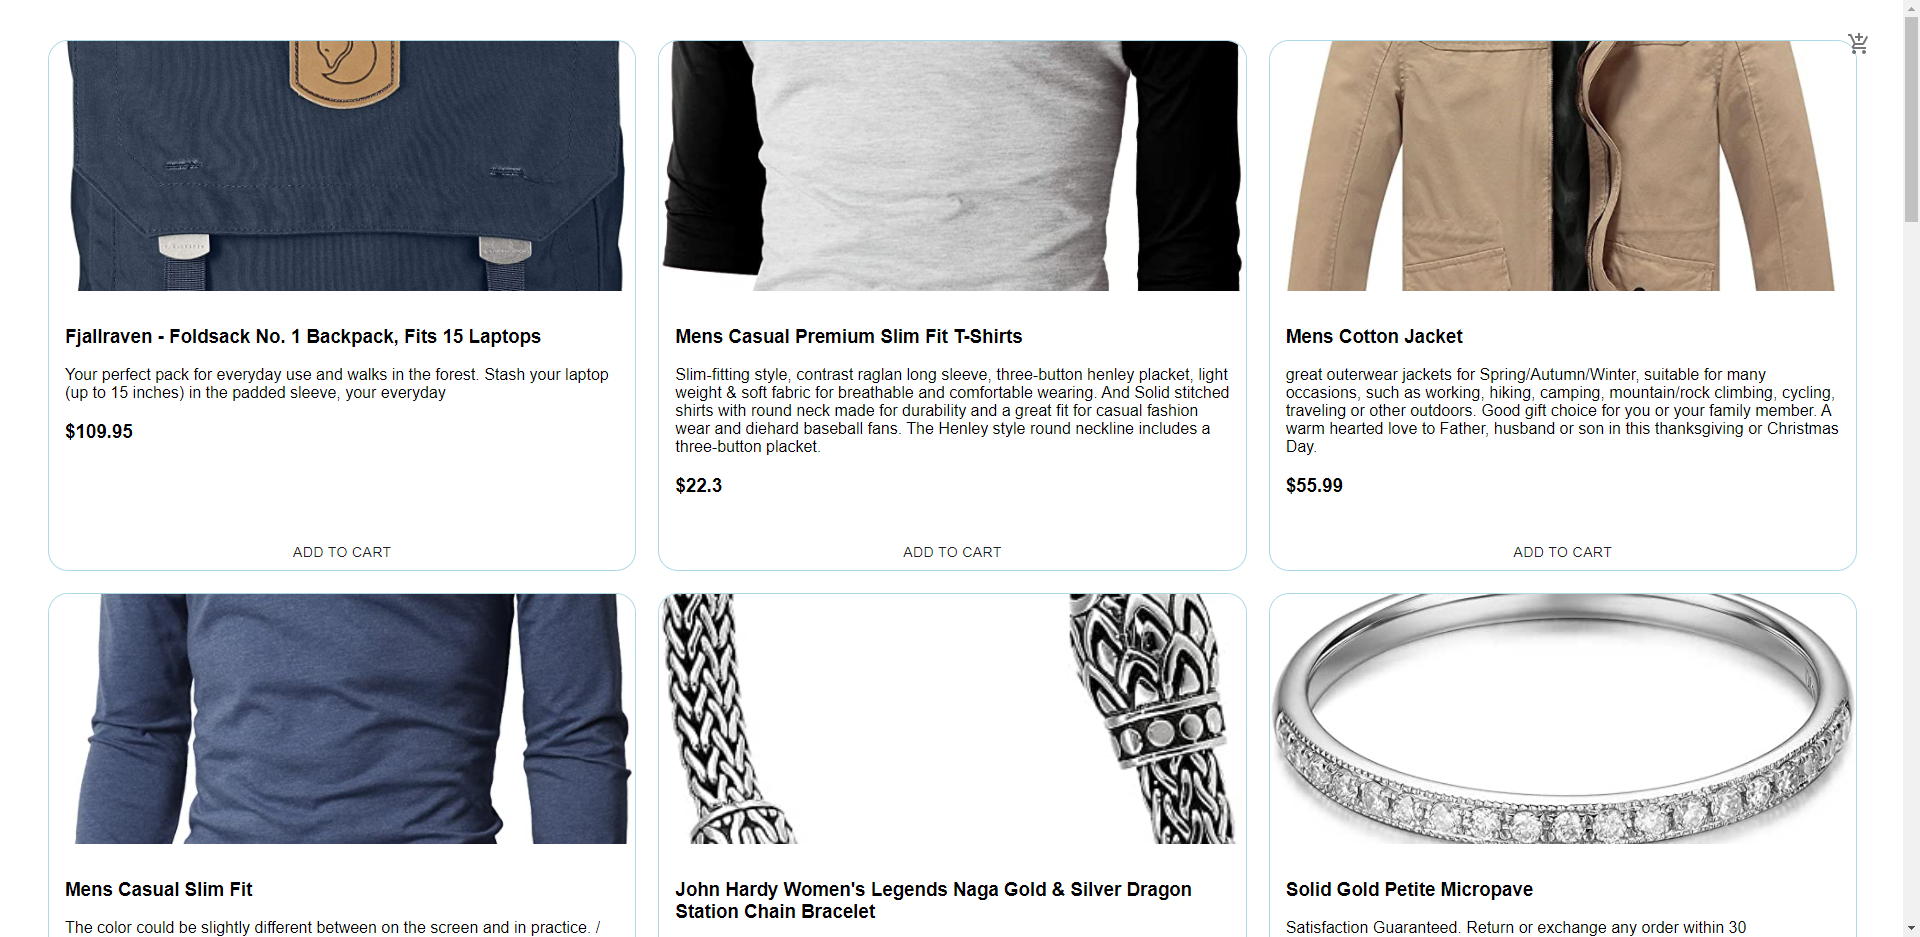 Fjallraven - Foldsack No. 1 Backpack, Fits 15 Laptops
Your perfect pack for everyday use and walks in the forest. Stash your laptop
(up to 15 inches) in the padded sleeve, your everyday
$109.95
ADD TO CART
Mens Casual Premium Slim Fit T-Shirts
Slim-fitting style, contrast raglan long sleeve, three-button henley placket, light
weight & soft fabric for breathable and comfortable wearing. And Solid stitched
shirts with round neck made for durability and a great fit for casual fashion
wear and diehard baseball fans. The Henley style round neckline includes a
three-button placket.
$22.3
ADD TO CART
Mens Cotton Jacket
great outerwear jackets for Spring/Autumn/Winter, suitable for many
occasions, such as working, hiking, camping, mountain/rock climbing, cycling,
traveling or other outdoors. Good gift choice for you or your family member. A
warm hearted love to Father, husband or son in this thanksgiving or Christmas
Day.
$55.99
ADD TO CART
Mens Casual Slim Fit
The color could be slightly different between on the screen and in practice. /
John Hardy Women's Legends Naga Gold & Silver Dragon
Station Chain Bracelet
Solid Gold Petite Micropave
Satisfaction Guaranteed. Return or exchange any order within 30